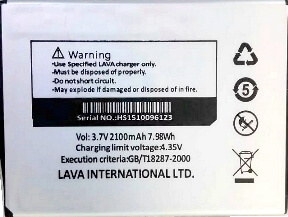 Warning
-Use Specified LAVA charger only.
-Must be disposed of properly.
-Do not short circuit.
-May explode if damaged or disposed of in fire.
Serial NO.:HS1510096123
Vol: 3.7V 2100mAh 7.98Wh
Charging limit voltage:4.35V
Execution criteria:GB/T18287-2000
LAVA INTERNATIONAL LTD.
5